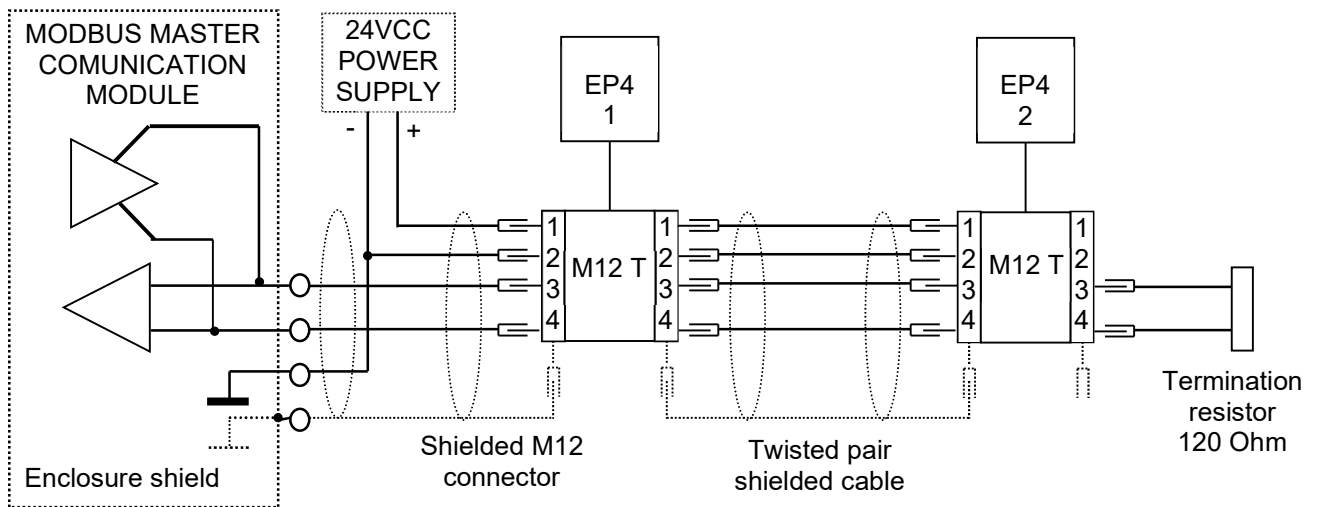 MODBUS MASTER
COMUNICATION
MODULE
24VCC
POWER
SUPPLY
- +
EP4
1
EP4
2
1
2
3
4
M12 T
1
2
3
4
1
2
3
4
M12 T
1
2
3
4
Enclosure shield
Shielded M12
connector
Twisted pair
shielded cable
Termination
resistor
120 Ohm